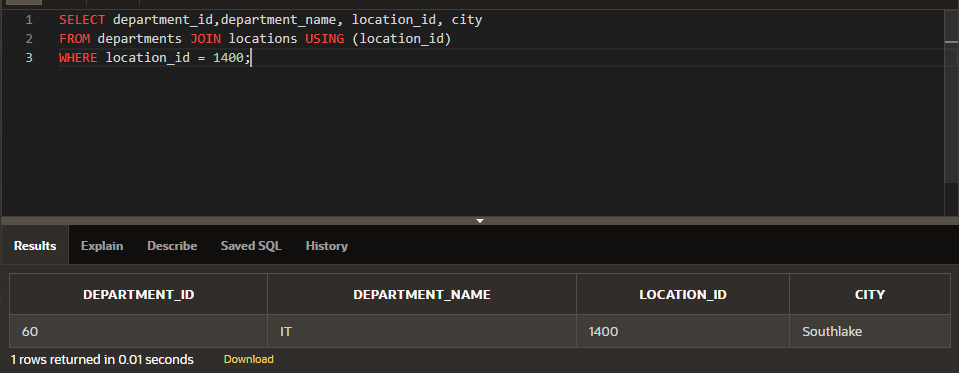 1 SELECT department_id,department_name, location_id, city
2 FROM departments JOIN locations USING (location_id)
3 WHERE location_id = 1400;
Results Explain Describe Saved SQL History
DEPARTMENT_ID DEPARTMENT_NAME LOCATION_ID CITY
60 IT 1400 Southlake
1 rows returned in 0.01 seconds Download